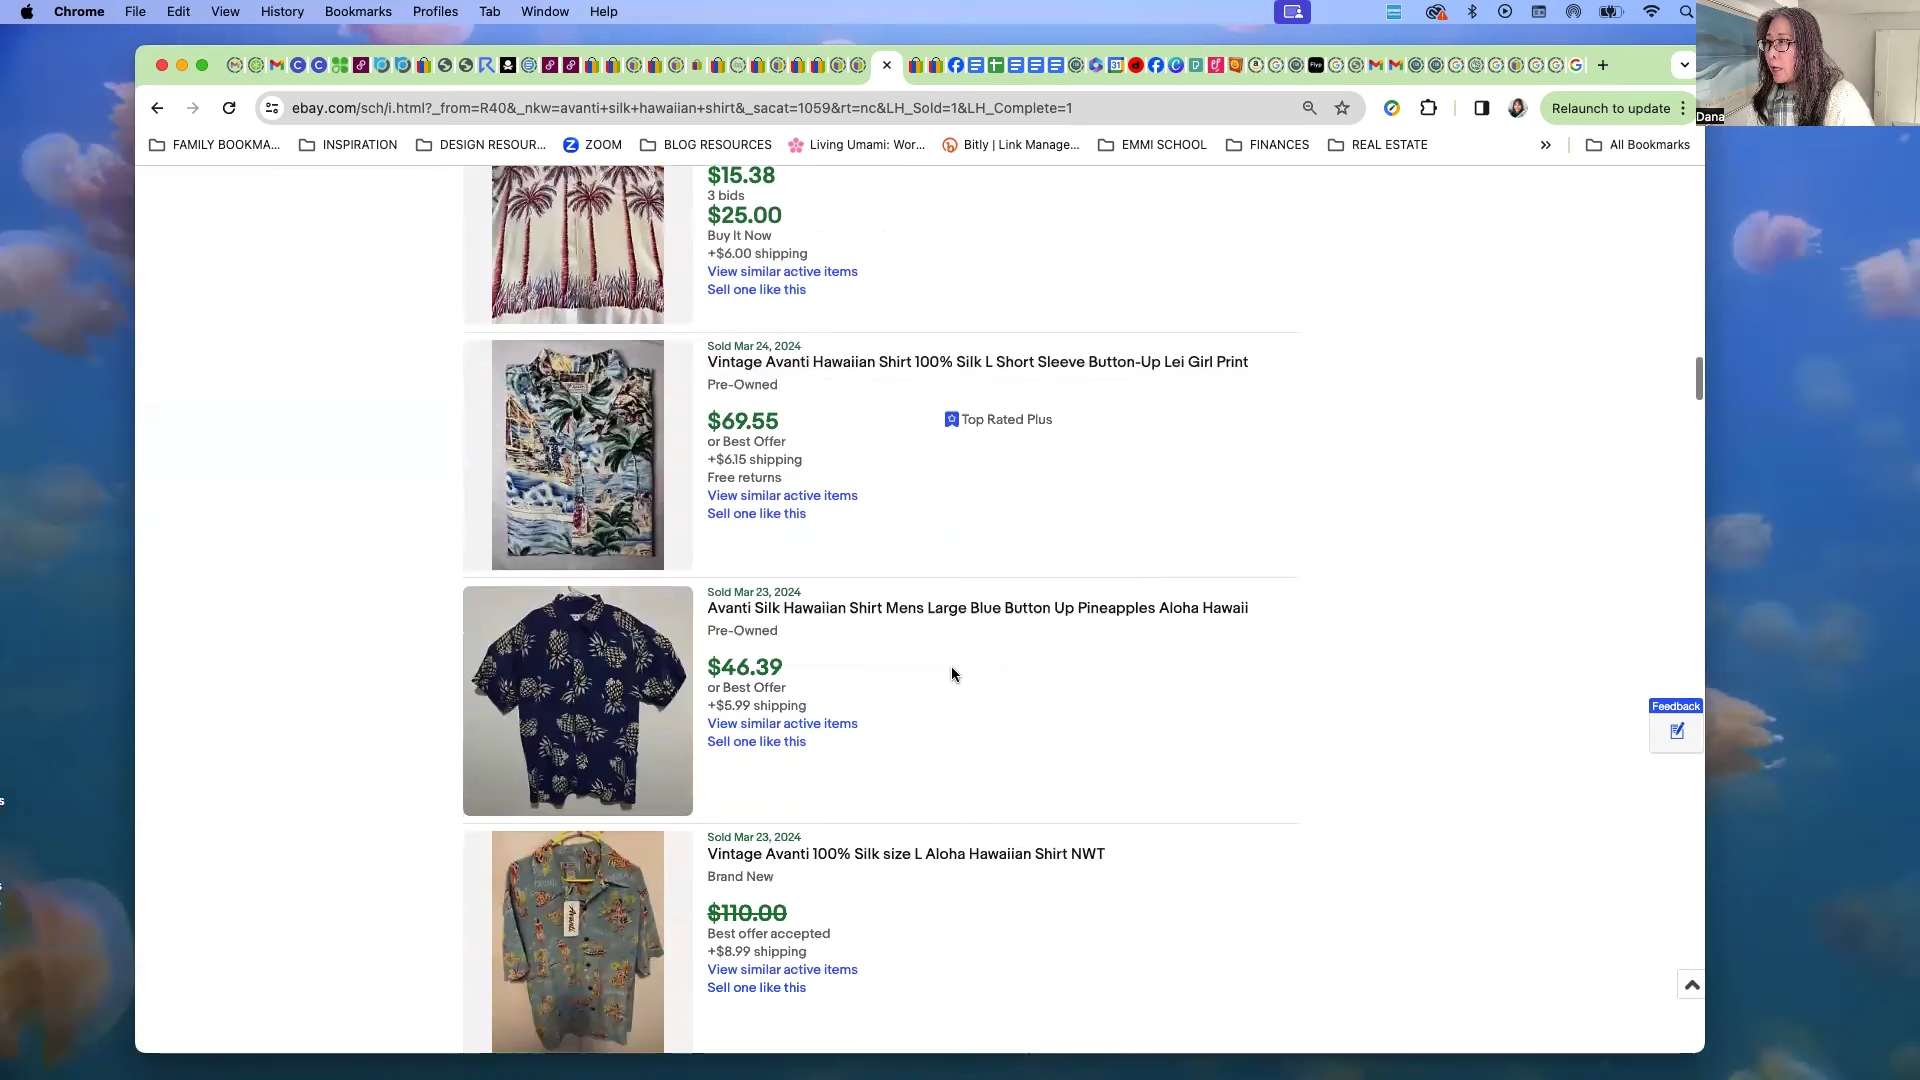 Chrome File Edit View History Bookmarks Profiles Tab Window Help
ebay.com/sch/i.html?_from=R40&_nkw=avanti+silk+hawaiian+shirt&_sacat=1059&rt=nc&LH_Sold=1&LH_Complete=1
Relaunch to update
Dana
FAMILY BOOKMA... INSPIRATION DESIGN RESOUR... ZOOM BLOG RESOURCES Living Umami: Wor... Bitly | Link Manage... EMMI SCHOOL FINANCES REAL ESTATE » All Bookmarks
$15.38
3 bids
$25.00
Buy It Now
+$6.00 shipping
View similar active items
Sell one like this
Sold Mar 24, 2024
Vintage Avanti Hawaiian Shirt 100% Silk L Short Sleeve Button-Up Lei Girl Print
Pre-Owned
$69.55
Top Rated Plus
or Best Offer
+$6.15 shipping
Free returns
View similar active items
Sell one like this
Sold Mar 23, 2024
Avanti Silk Hawaiian Shirt Mens Large Blue Button Up Pineapples Aloha Hawaii
Pre-Owned
$46.39
or Best Offer
+$5.99 shipping
View similar active items
Sell one like this
Feedback
Sold Mar 23, 2024
Vintage Avanti 100% Silk size L Aloha Hawaiian Shirt NWT
Brand New
$110.00
Best offer accepted
+$8.99 shipping
View similar active items
Sell one like this
Avanti